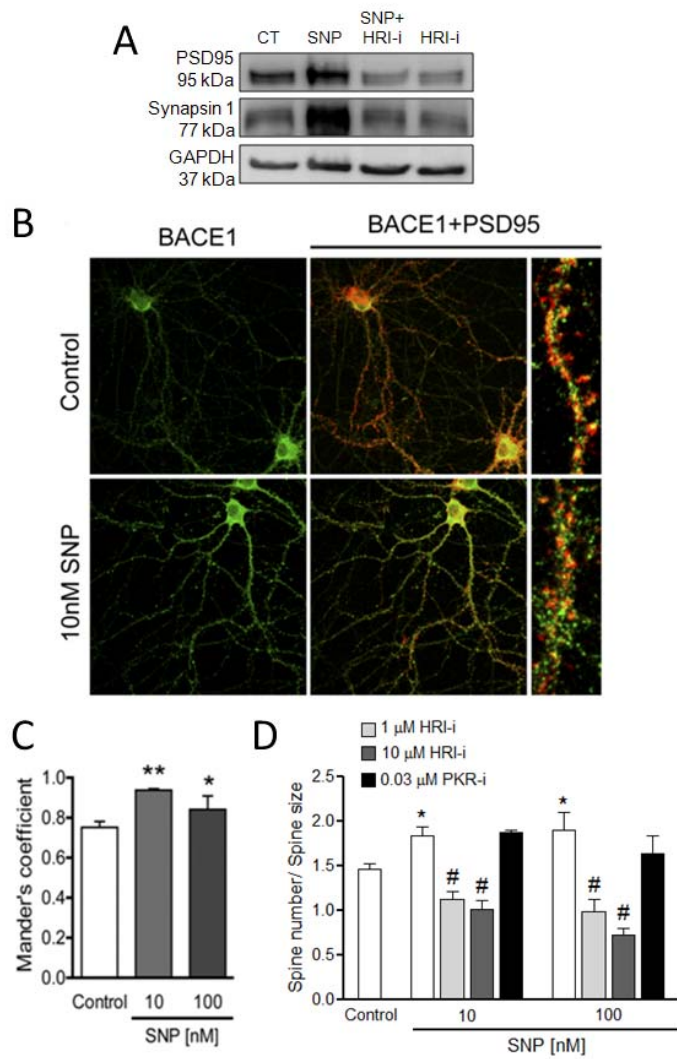 A
CT SNP SNP+ HRI-i HRI-i
PSD95
95 kDa
Synapsin 1
77 kDa
GAPDH
37 kDa
B
BACE1 BACE1+PSD95
Control
10nM SNP
C
Mander's coefficient
1.0
0.8
0.6
0.4
0.2
0.0
** *
Control 10 100
SNP [nM]
D
1 μM HRI-i
10 μM HRI-i
0.03 μM PKR-i
Spine number/ Spine size
2.5
2.0
1.5
1.0
0.5
0.0
* # # * # #
Control 10 100
SNP [nM]